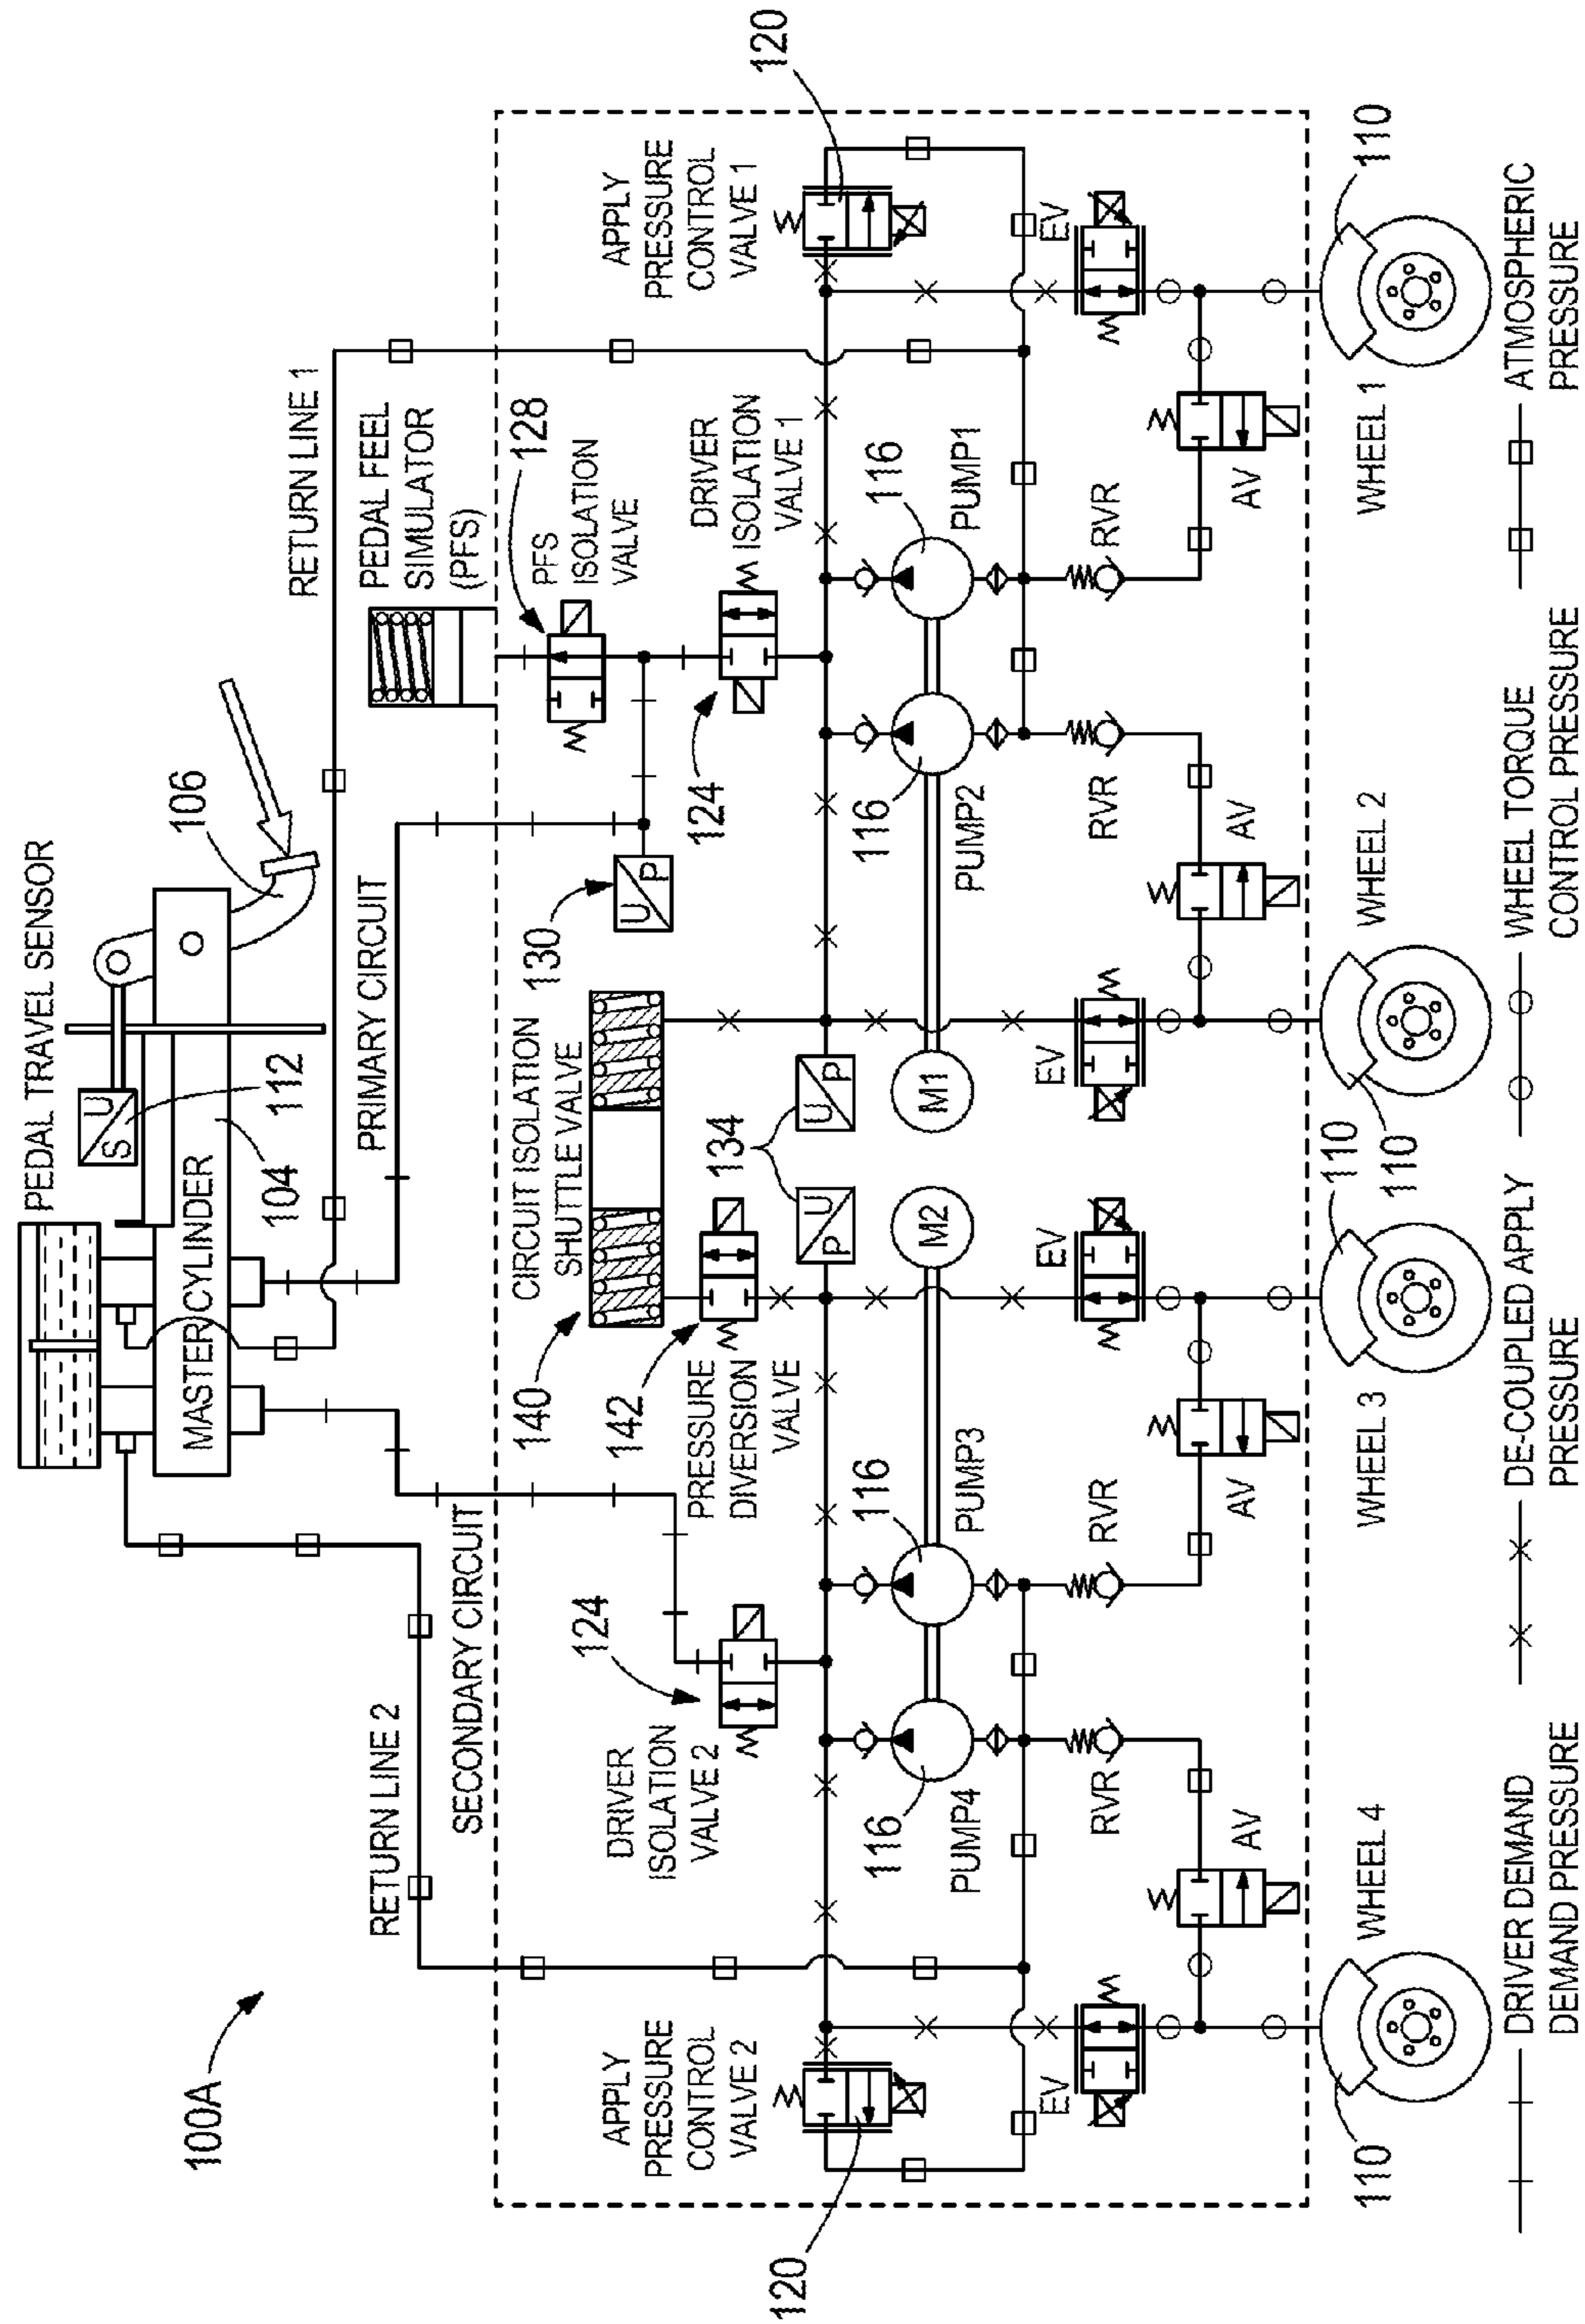 100A
PEDAL TRAVEL SENSOR
S
U
112
106
MASTER CYLINDER
104
RETURN LINE 2
RETURN LINE 1
SECONDARY CIRCUIT
PRIMARY CIRCUIT
PEDAL FEEL
SIMULATOR
(PFS)
128
PFS
ISOLATION
VALVE
CIRCUIT ISOLATION
SHUTTLE VALVE
140
130
U
P
APPLY
PRESSURE
CONTROL
VALVE 2
DRIVER
ISOLATION
VALVE 2
124
142
PRESSURE
DIVERSION
VALVE
124
DRIVER
ISOLATION
VALVE 1
APPLY
PRESSURE
CONTROL
VALVE 1
120
120
134
P
U
U
P
116
PUMP4
116
PUMP3
M2
M1
116
PUMP2
116
PUMP1
EV
EV
EV
EV
RVR
RVR
RVR
RVR
AV
AV
AV
AV
110
WHEEL 4
WHEEL 3
110
110
WHEEL 2
WHEEL 1
110
DRIVER DEMAND
DEMAND PRESSURE
DE-COUPLED APPLY
PRESSURE
WHEEL TORQUE
CONTROL PRESSURE
ATMOSPHERIC
PRESSURE